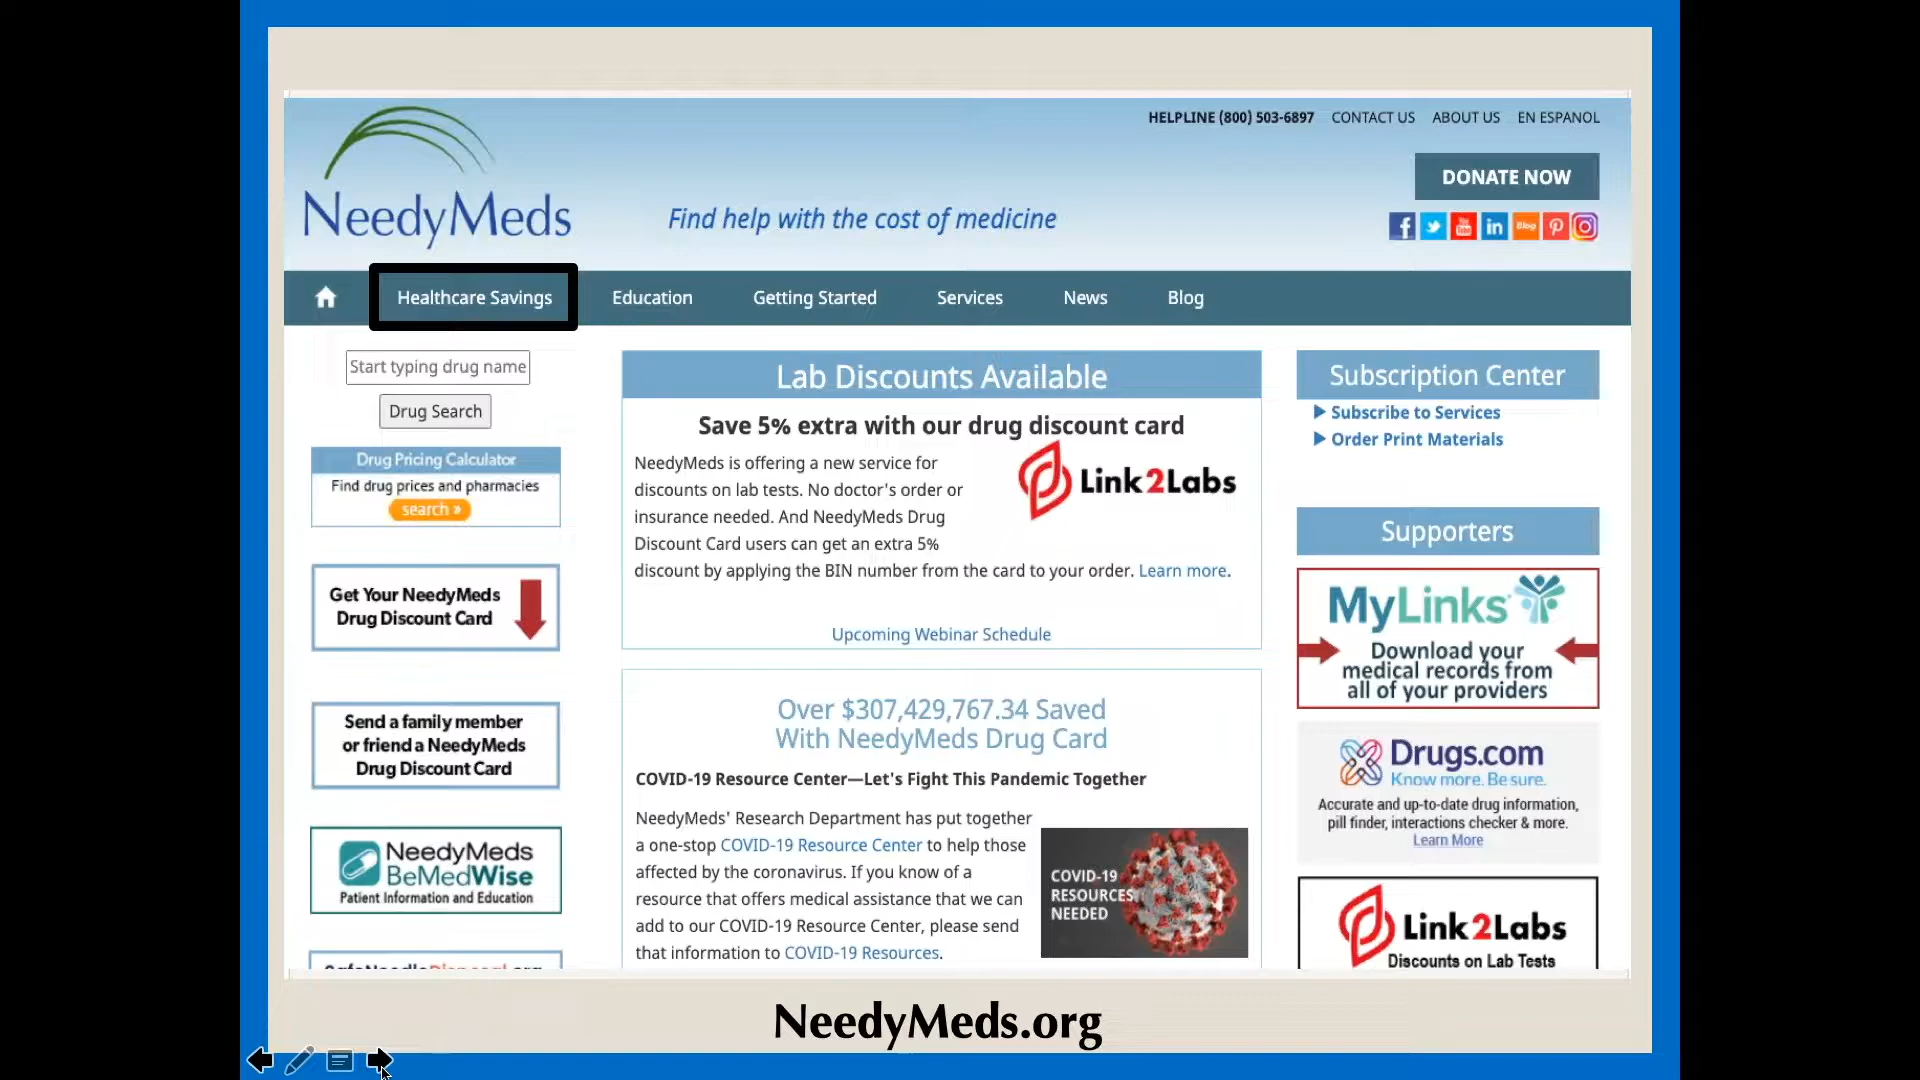 HELPLINE (800) 503-6897 CONTACT US ABOUT US EN ESPANOL
DONATE NOW
NeedyMeds
Find help with the cost of medicine
f You Tube in Blog
Healthcare Savings Education Getting Started Services News Blog
Start typing drug name
Drug Search
Drug Pricing Calculator
Find drug prices and pharmacies
search »
Get Your NeedyMeds
Drug Discount Card
Send a family member
or friend a NeedyMeds
Drug Discount Card
NeedyMeds
BeMedWise
Patient Information and Education
SafeNeedleDisposal.org
Lab Discounts Available
Save 5% extra with our drug discount card
NeedyMeds is offering a new service for
discounts on lab tests. No doctor's order or
insurance needed. And NeedyMeds Drug
Discount Card users can get an extra 5%
discount by applying the BIN number from the card to your order. Learn more.
Link2Labs
Upcoming Webinar Schedule
Over $307,429,767.34 Saved
With NeedyMeds Drug Card
COVID-19 Resource Center—Let's Fight This Pandemic Together
NeedyMeds' Research Department has put together
a one-stop COVID-19 Resource Center to help those
affected by the coronavirus. If you know of a
resource that offers medical assistance that we can
add to our COVID-19 Resource Center, please send
that information to COVID-19 Resources.
COVID-19
RESOURCES
NEEDED
Subscription Center
Subscribe to Services
Order Print Materials
Supporters
MyLinks
Download your
medical records from
all of your providers
Drugs.com
Know more. Be sure.
Accurate and up-to-date drug information,
pill finder, interactions checker & more.
Learn More
Link2Labs
Discounts on Lab Tests
NeedyMeds.org